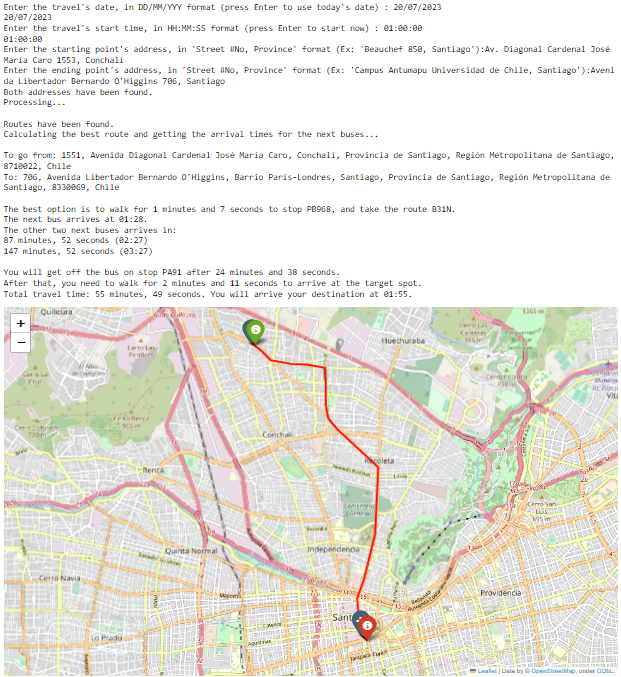 Enter the travel's date, in DD/MM/YYY format (press Enter to use today's date) : 20/07/2023
20/07/2023
Enter the travel's start time, in HH:MM:SS format (press Enter to start now) : 01:00:00
01:00:00
Enter the starting point's address, in 'Street #No, Province' format (Ex: 'Beauchef 850, Santiago'):Av. Diagonal Cardenal José
María Caro 1553, Conchalí
Enter the ending point's address, in 'Street #No, Province' format (Ex: 'Campus Antumapu Universidad de Chile, Santiago'):Aveni
da Libertador Bernardo O'Higgins 706, Santiago
Both addresses have been found.
Processing...
Routes have been found.
Calculating the best route and getting the arrival times for the next buses...
To go from: 1551, Avenida Diagonal Cardenal José María Caro, Conchalí, Provincia de Santiago, Región Metropolitana de Santiago,
8710022, Chile
To: 706, Avenida Libertador Bernardo O'Higgins, Barrio París-Londres, Santiago, Provincia de Santiago, Región Metropolitana de
Santiago, 8330069, Chile
The best option is to walk for 1 minutes and 7 seconds to stop PB968, and take the route B31N.
The next bus arrives at 01:28.
The other two next buses arrives in:
87 minutes, 52 seconds (02:27)
147 minutes, 52 seconds (03:27)
You will get off the bus on stop PA91 after 24 minutes and 38 seconds.
After that, you need to walk for 2 minutes and 11 seconds to arrive at the target spot.
Total travel time: 55 minutes, 49 seconds. You will arrive your destination at 01:55.
+
−
Quilicura
Huechuraba
Conchalí
Recoleta
Renca
Quinta Normal
Independencia
Cerro San
Luis
695 m
Cerro Navia
Providencia
Lo Prado
Leaflet | Data by © OpenStreetMap, under ODbL.